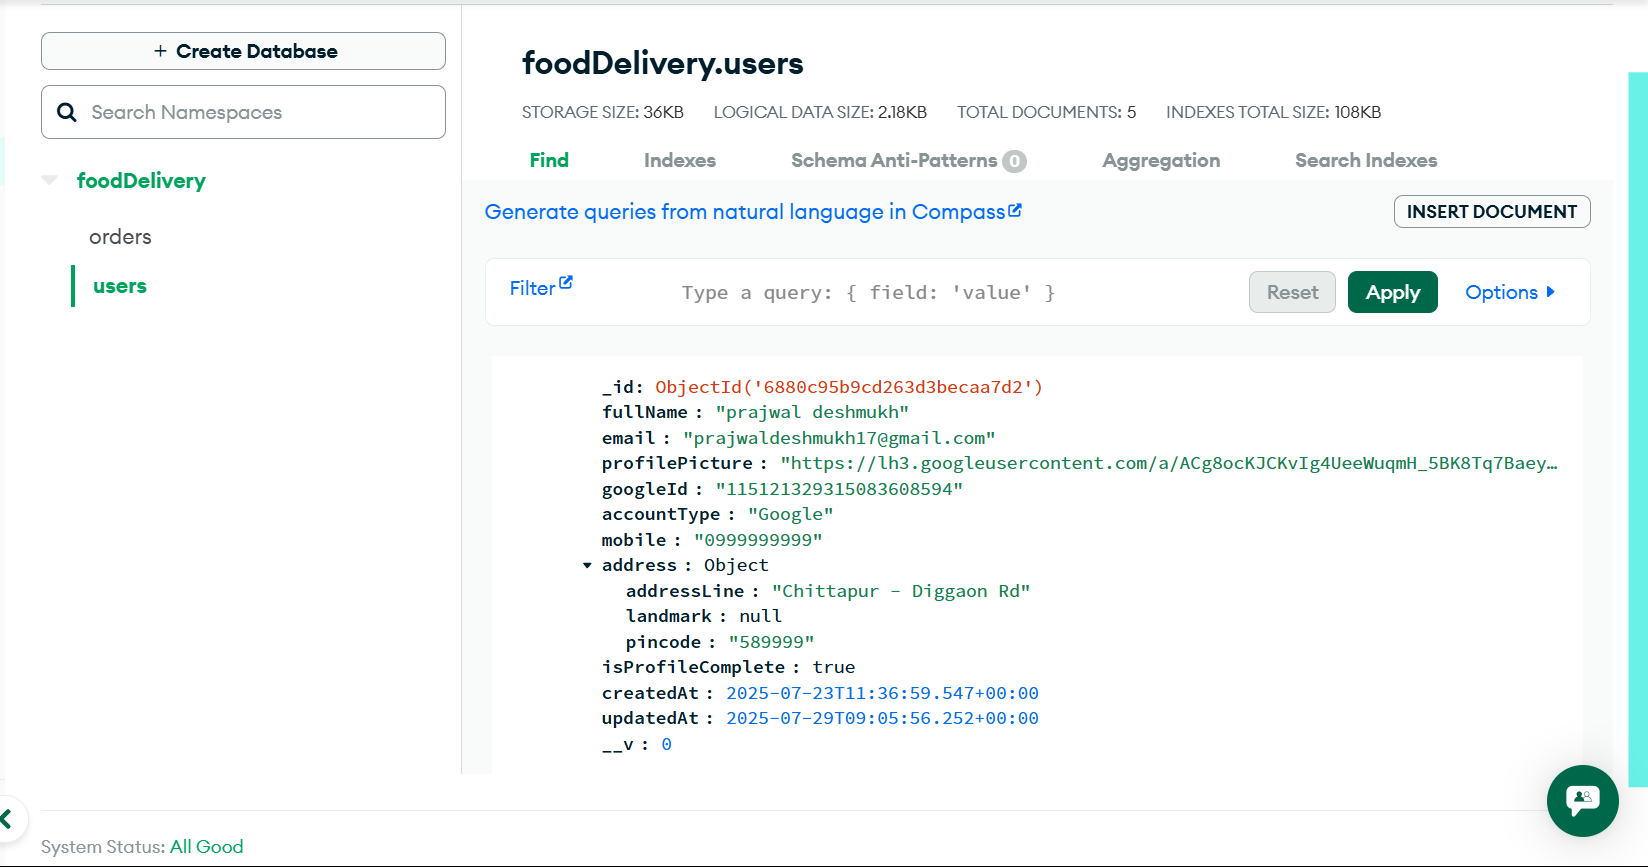 + Create Database
Search Namespaces
foodDelivery
orders
users
foodDelivery.users
STORAGE SIZE: 36KB LOGICAL DATA SIZE: 2.18KB TOTAL DOCUMENTS: 5 INDEXES TOTAL SIZE: 108KB
Find Indexes Schema Anti-Patterns 0 Aggregation Search Indexes
Generate queries from natural language in Compass
INSERT DOCUMENT
Filter Type a query: { field: 'value' } Reset Apply Options
_id: ObjectId('6880c95b9cd263d3becaa7d2')
fullName : "prajwal deshmukh"
email : "prajwaldeshmukh17@gmail.com"
profilePicture : "https://lh3.googleusercontent.com/a/ACg8ocKJCKvIg4UeeWuqmH_5BK8Tq7Baey…
googleId : "115121329315083608594"
accountType : "Google"
mobile : "0999999999"
address : Object
addressLine : "Chittapur - Diggaon Rd"
landmark : null
pincode : "589999"
isProfileComplete : true
createdAt : 2025-07-23T11:36:59.547+00:00
updatedAt : 2025-07-29T09:05:56.252+00:00
__v : 0
System Status: All Good